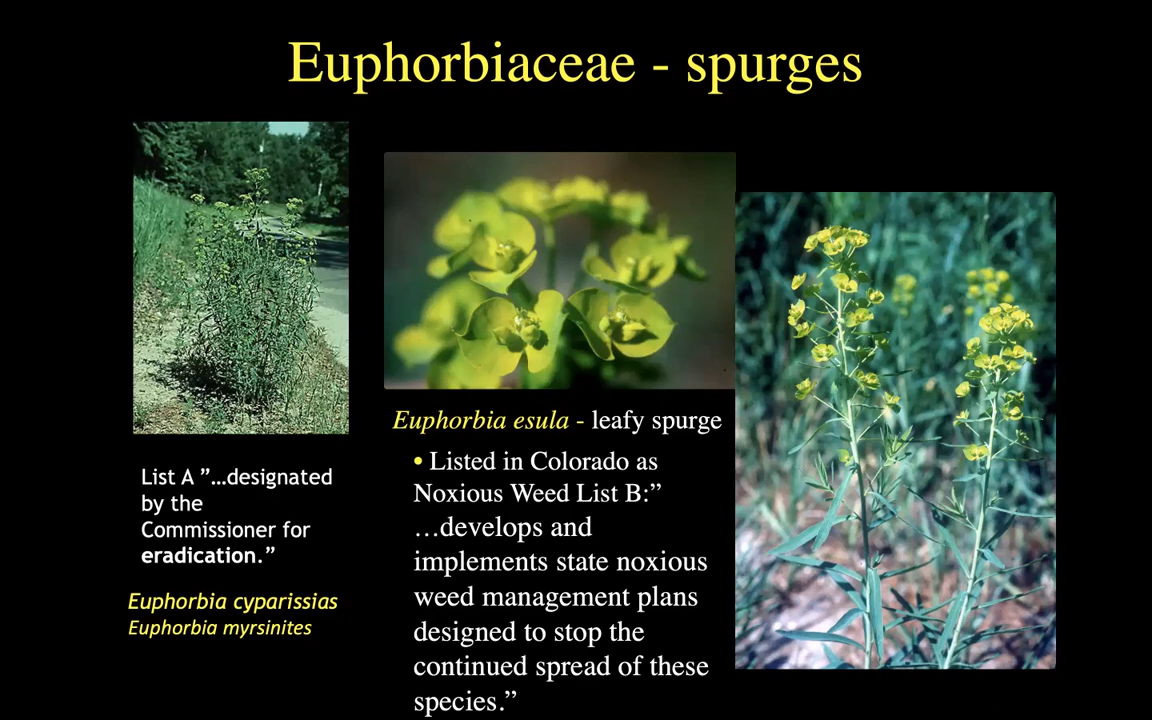 Euphorbiaceae - spurges
List A ”…designated
by the
Commissioner for
eradication.”
Euphorbia cyparissias
Euphorbia myrsinites
Euphorbia esula - leafy spurge
• Listed in Colorado as
Noxious Weed List B:”
…develops and
implements state noxious
weed management plans
designed to stop the
continued spread of these
species.”